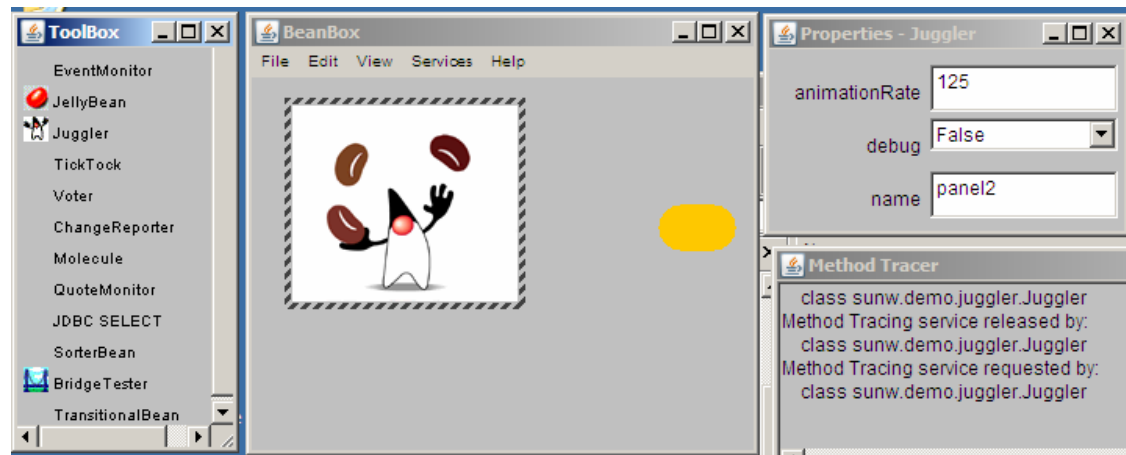 ToolBox
EventMonitor
JellyBean
Juggler
TickTock
Voter
ChangeReporter
Molecule
QuoteMonitor
JDBC SELECT
SorterBean
BridgeTester
TransitionalBean
BeanBox
File Edit View Services Help
Properties - Juggler
animationRate 125
debug False
name panel2
Method Tracer
class sunw.demo.juggler.Juggler
Method Tracing service released by:
class sunw.demo.juggler.Juggler
Method Tracing service requested by:
class sunw.demo.juggler.Juggler